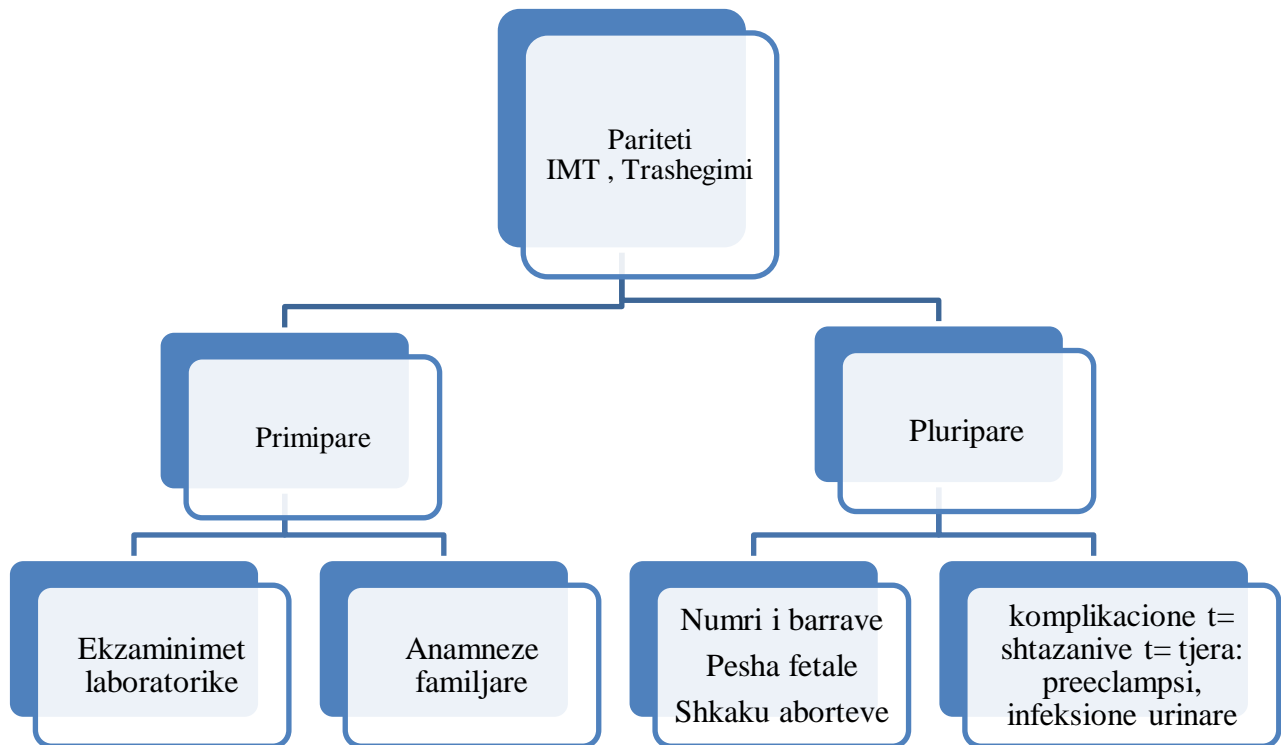 Pariteti
IMT , Trashegimi
Primipare
Pluripare
Ekzaminimet
laboratorike
Anamneze
familjare
Numri i barrave
Pesha fetale
Shkaku aborteve
komplikacione t=
shtazanive t= tjera:
preeclampsi,
infeksione urinare